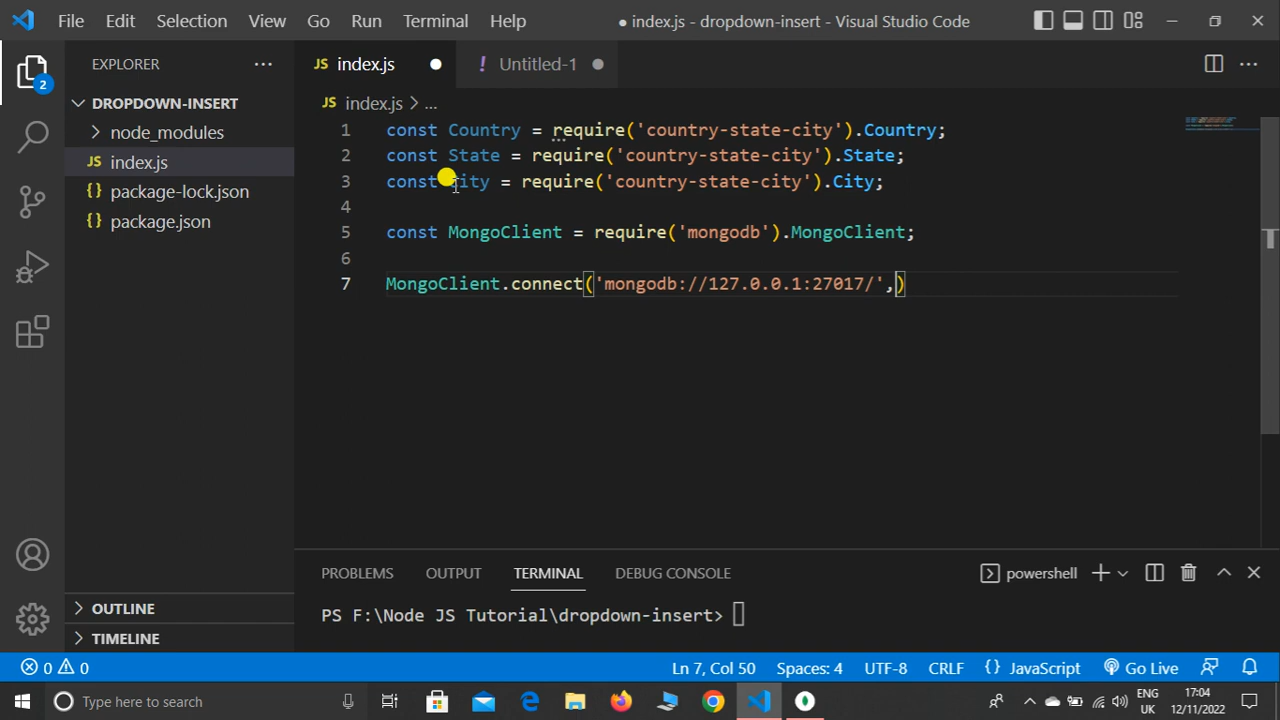 File Edit Selection View Go Run Terminal Help ● index.js - dropdown-insert - Visual Studio Code
EXPLORER
2
DROPDOWN-INSERT
node_modules
JS index.js
{} package-lock.json
{} package.json
OUTLINE
TIMELINE
JS index.js ● ! Untitled-1 ●
JS index.js > ...
1 const Country = require('country-state-city').Country;
2 const State = require('country-state-city').State;
3 const city = require('country-state-city').City;
4
5 const MongoClient = require('mongodb').MongoClient;
6
7 MongoClient.connect('mongodb://127.0.0.1:27017/',)
PROBLEMS OUTPUT TERMINAL DEBUG CONSOLE powershell
PS F:\Node JS Tutorial\dropdown-insert>
0 0 Ln 7, Col 50 Spaces: 4 UTF-8 CRLF {} JavaScript Go Live
Type here to search
ENG
UK
17:04
12/11/2022